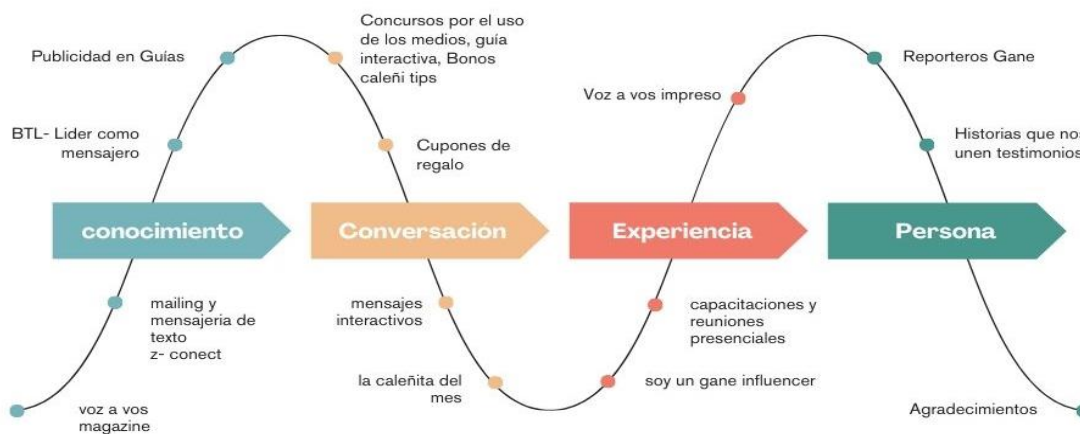 Publicidad en Guías
BTL- Lider como
mensajero
conocimiento
mailing y
mensajería de
texto
z- conect
voz a vos
magazine
Concursos por el uso
de los medios, guía
interactiva, Bonos
caleñi tips
Cupones de
regalo
Conversación
mensajes
interactivos
la caleñita del
mes
Voz a vos impreso
Experiencia
capacitaciones y
reuniones
presenciales
soy un gane influencer
Reporteros Gane
Historias que nos
unen testimonios
Persona
Agradecimientos